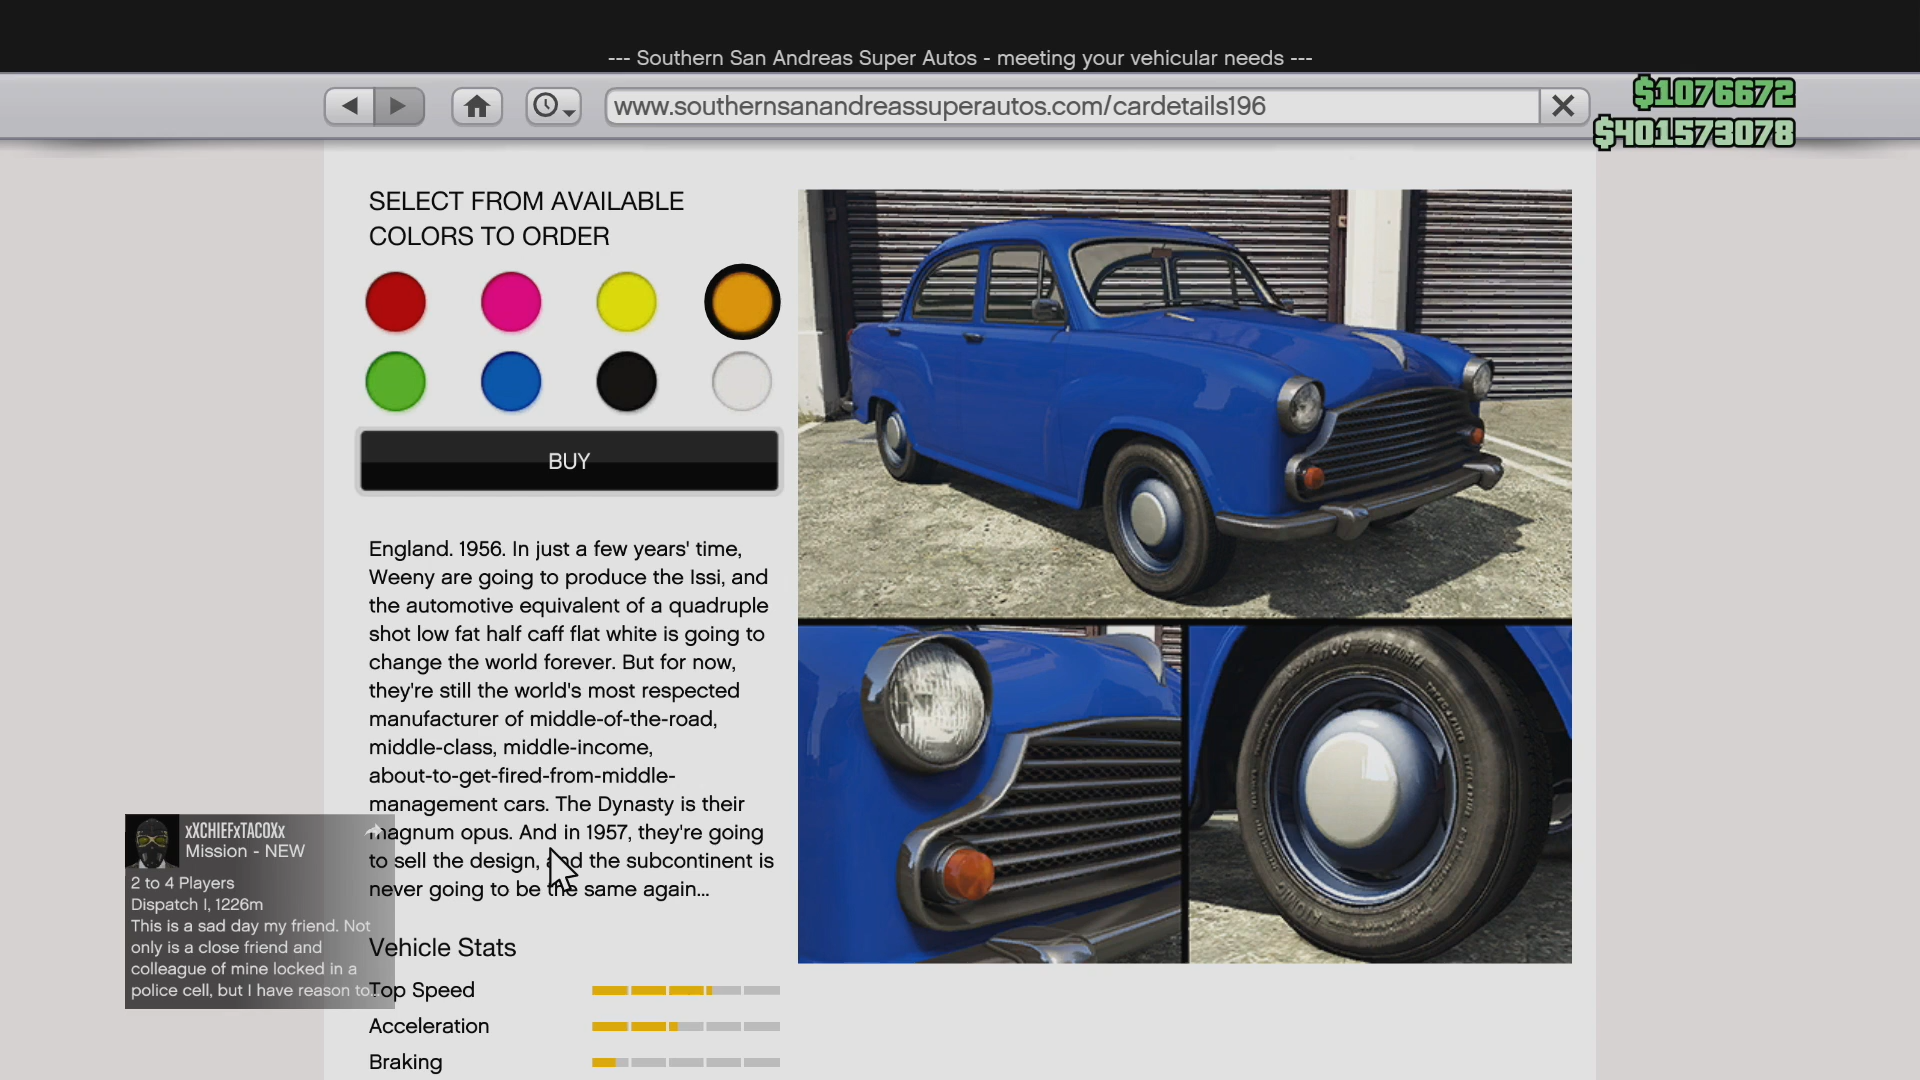 --- Southern San Andreas Super Autos - meeting your vehicular needs ---
www.southernsanandreassuperautos.com/cardetails196
$1076672
$401573078
SELECT FROM AVAILABLE
COLORS TO ORDER
BUY
England. 1956. In just a few years' time,
Weeny are going to produce the Issi, and
the automotive equivalent of a quadruple
shot low fat half caff flat white is going to
change the world forever. But for now,
they're still the world's most respected
manufacturer of middle-of-the-road,
middle-class, middle-income,
about-to-get-fired-from-middle-
management cars. The Dynasty is their
magnum opus. And in 1957, they're going
to sell the design, and the subcontinent is
never going to be the same again...
Vehicle Stats
Top Speed
Acceleration
Braking
xXCHIEFxTACOXx
Mission - NEW
2 to 4 Players
Dispatch I, 1226m
This is a sad day my friend. Not
only is a close friend and
colleague of mine locked in a
police cell, but I have reason to